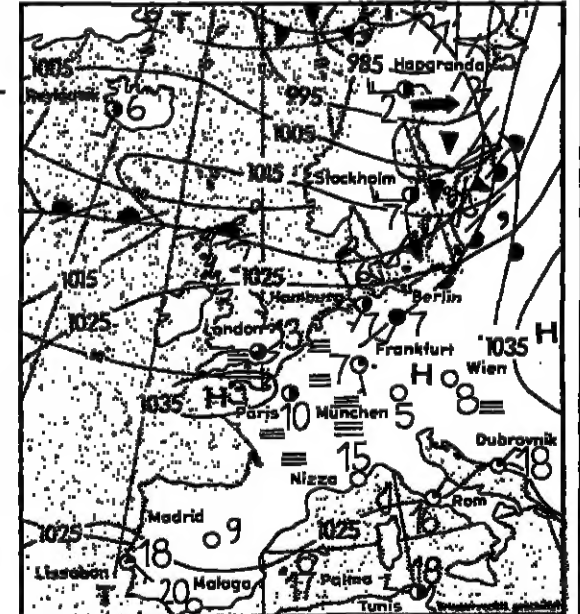 T
1005
985
Haparanda
Reykjavik
6
995
2
1005
1015
Stockholm
7
1015
1025
Hamburg
Berlin
1025
London
13
7
7
Frankfurt
7
1035
H
H
Wien
1035
H
Paris
10
München
5
8
Dubrovnik
15
18
Nizza
Rom
1025
Madrid
9
1025
18
Lissabon
Palma
18
T
20
Malaga
Tunis